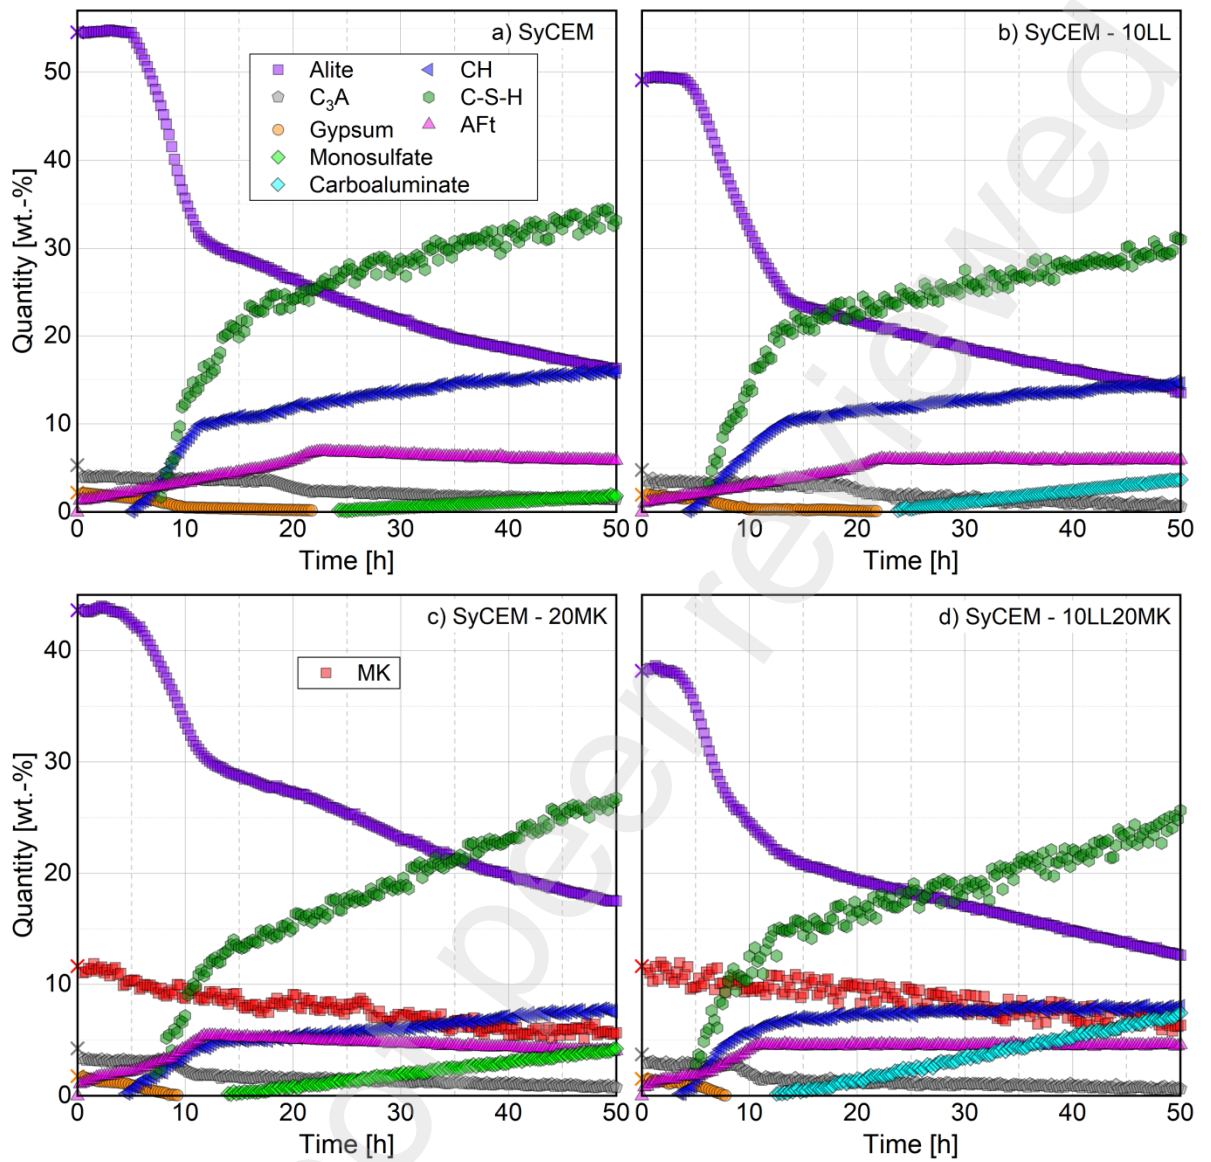 a) SyCEM
b) SyCEM - 10LL
Alite
C₃A
Gypsum
Monosulfate
Carboaluminate
CH
C-S-H
AFt
Quantity [wt.-%]
50
40
30
20
10
0
0 10 20 30 40 50
0 10 20 30 40 50
Time [h]
Time [h]
c) SyCEM - 20MK
d) SyCEM - 10LL20MK
MK
Quantity [wt.-%]
40
30
20
10
0
0 10 20 30 40 50
0 10 20 30 40 50
Time [h]
Time [h]
ot peer reviewed